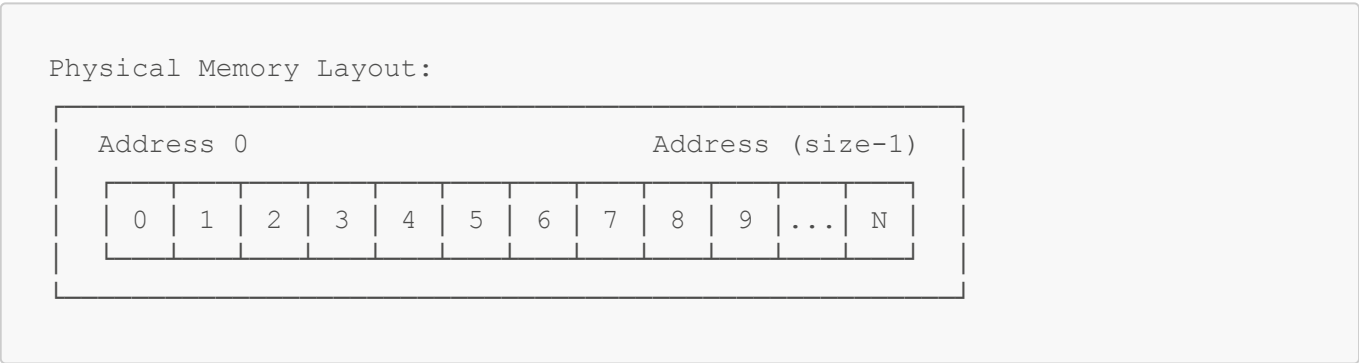 Physical Memory Layout:
Address 0 Address (size-1)
0 1 2 3 4 5 6 7 8 9 ... N